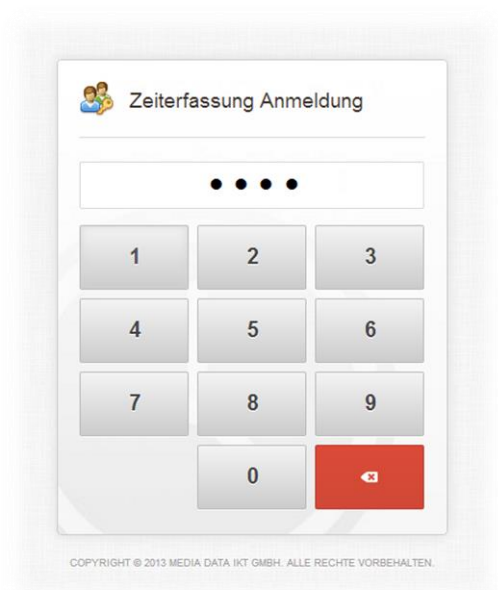 Zeiterfassung Anmeldung
••••
1 2 3
4 5 6
7 8 9
0
COPYRIGHT © 2013 MEDIA DATA IKT GMBH. ALLE RECHTE VORBEHALTEN.